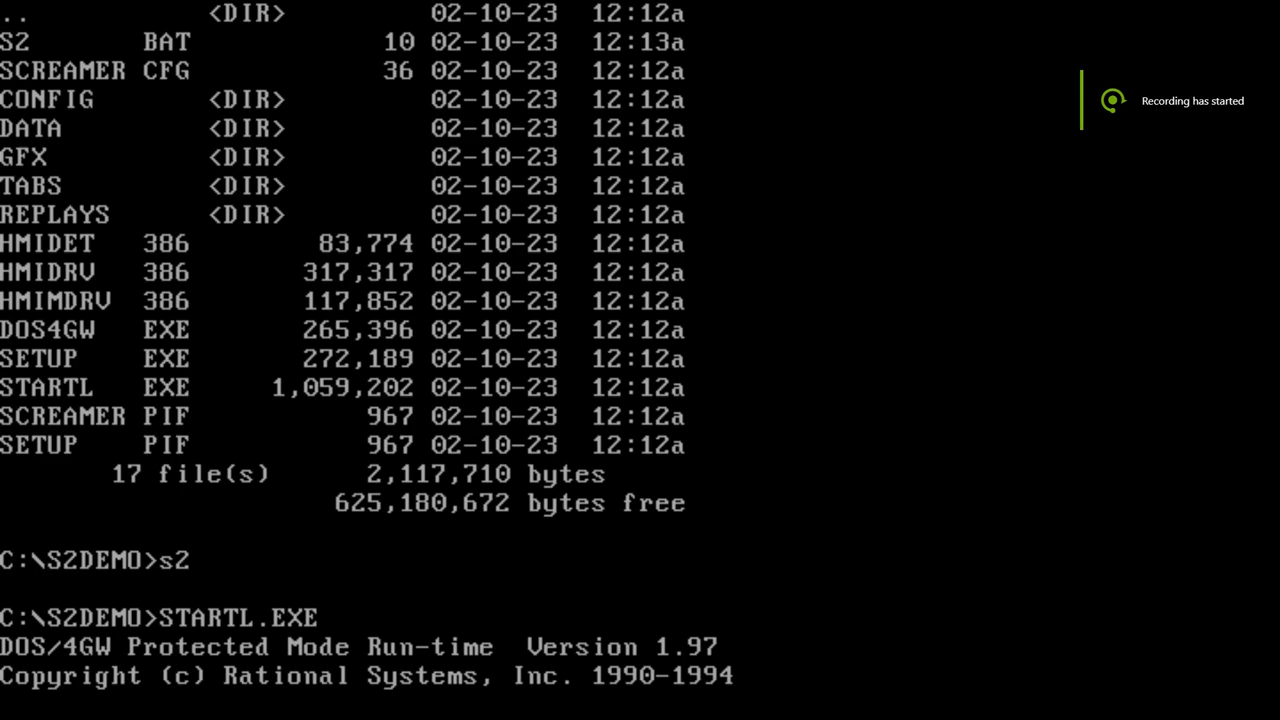 ..           <DIR>         02-10-23  12:12a
S2       BAT            10 02-10-23  12:13a
SCREAMER CFG            36 02-10-23  12:12a
CONFIG       <DIR>         02-10-23  12:12a
DATA         <DIR>         02-10-23  12:12a
GFX          <DIR>         02-10-23  12:12a
TABS         <DIR>         02-10-23  12:12a
REPLAYS      <DIR>         02-10-23  12:12a
HMIDET   386        83,774 02-10-23  12:12a
HMIDRV   386       317,317 02-10-23  12:12a
HMIMDRV  386       117,852 02-10-23  12:12a
DOS4GW   EXE       265,396 02-10-23  12:12a
SETUP    EXE       272,189 02-10-23  12:12a
STARTL   EXE     1,059,202 02-10-23  12:12a
SCREAMER PIF           967 02-10-23  12:12a
SETUP    PIF           967 02-10-23  12:12a
       17 file(s)      2,117,710 bytes
                     625,180,672 bytes free
C:\S2DEMO>s2
C:\S2DEMO>STARTL.EXE
DOS/4GW Protected Mode Run-time  Version 1.97
Copyright (c) Rational Systems, Inc. 1990-1994
Recording has started